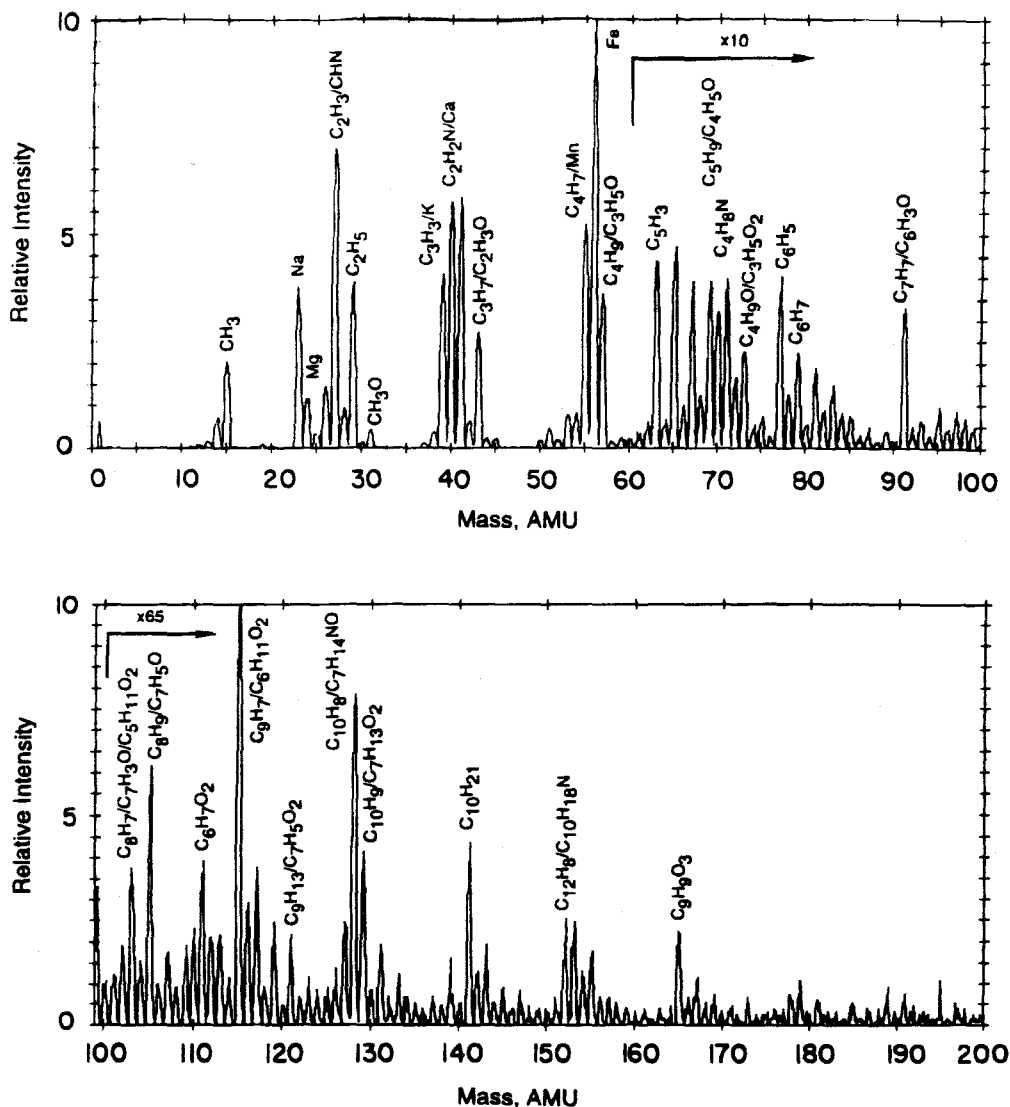 10
5
0
Relative Intensity
CH₃
Na
Mg
C₂H₃/CHN
C₂H₅
CH₃O
C₃H₃/K
C₂H₂N/Ca
C₃H₇/C₂H₃O
C₄H₇/Mn
Fe
C₄H₉/C₃H₅O
x10
C₅H₃
C₅H₉/C₄H₅O
C₄H₈N
C₄H₉O/C₃H₅O₂
C₆H₅
C₆H₇
C₇H₇/C₆H₃O
0 10 20 30 40 50 60 70 80 90 100
Mass, AMU
10
5
0
Relative Intensity
x65
C₈H₇/C₇H₃O/C₅H₁₁O₂
C₈H₉/C₇H₅O
C₆H₇O₂
C₉H₇/C₆H₁₁O₂
C₉H₁₃/C₇H₅O₂
C₁₀H₈/C₇H₁₄NO
C₁₀H₉/C₇H₁₃O₂
C₁₀H₂₁
C₁₂H₈/C₁₀H₁₈N
C₉H₉O₃
100 110 120 130 140 150 160 170 180 190 200
Mass, AMU